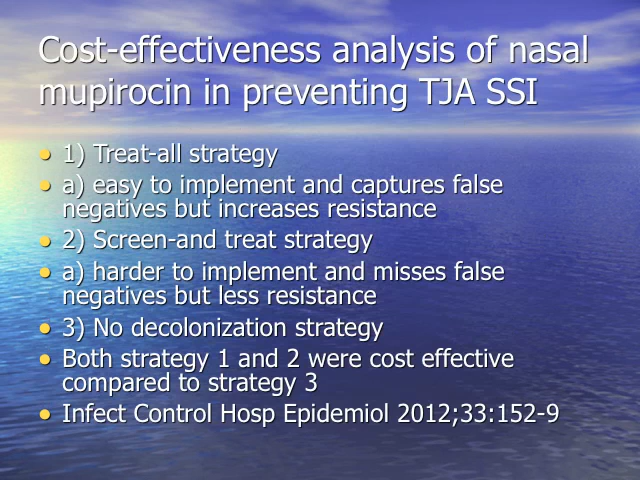 Cost-effectiveness analysis of nasal
mupirocin in preventing TJA SSI
• 1) Treat-all strategy
• a) easy to implement and captures false
negatives but increases resistance
• 2) Screen-and treat strategy
• a) harder to implement and misses false
negatives but less resistance
• 3) No decolonization strategy
• Both strategy 1 and 2 were cost effective
compared to strategy 3
• Infect Control Hosp Epidemiol 2012;33:152-9